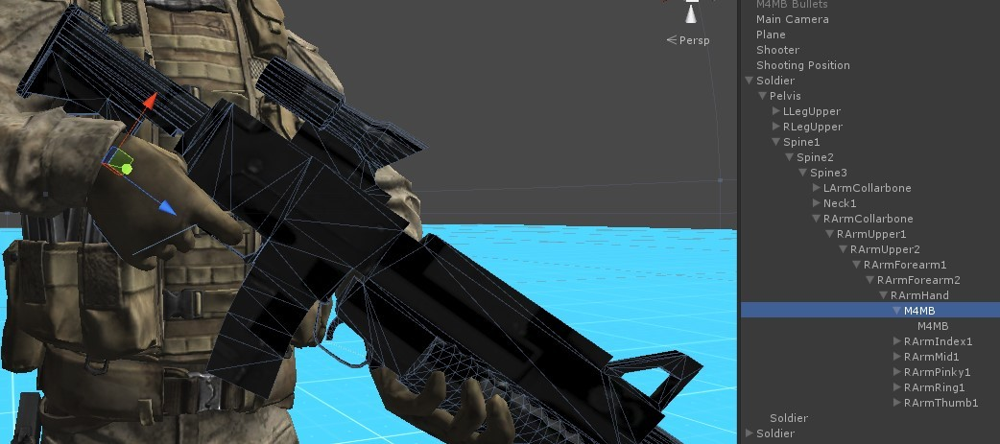 M4MB Bullets
Main Camera
Plane
Shooter
Shooting Position
Soldier
Pelvis
LLegUpper
RLegUpper
Spine1
Spine2
Spine3
LArmCollarbone
Neck1
RArmCollarbone
RArmUpper1
RArmUpper2
RArmForearm1
RArmForearm2
RArmHand
M4MB
M4MB
RArmIndex1
RArmMid1
RArmPinky1
RArmRing1
RArmThumb1
Soldier
Soldier
Persp